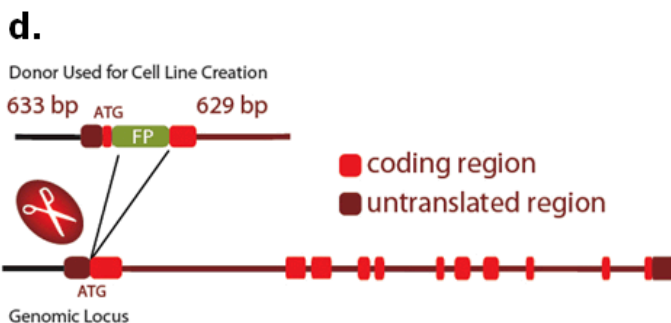 d.
Donor Used for Cell Line Creation
633 bp ATG 629 bp
FP
coding region
untranslated region
ATG
Genomic Locus